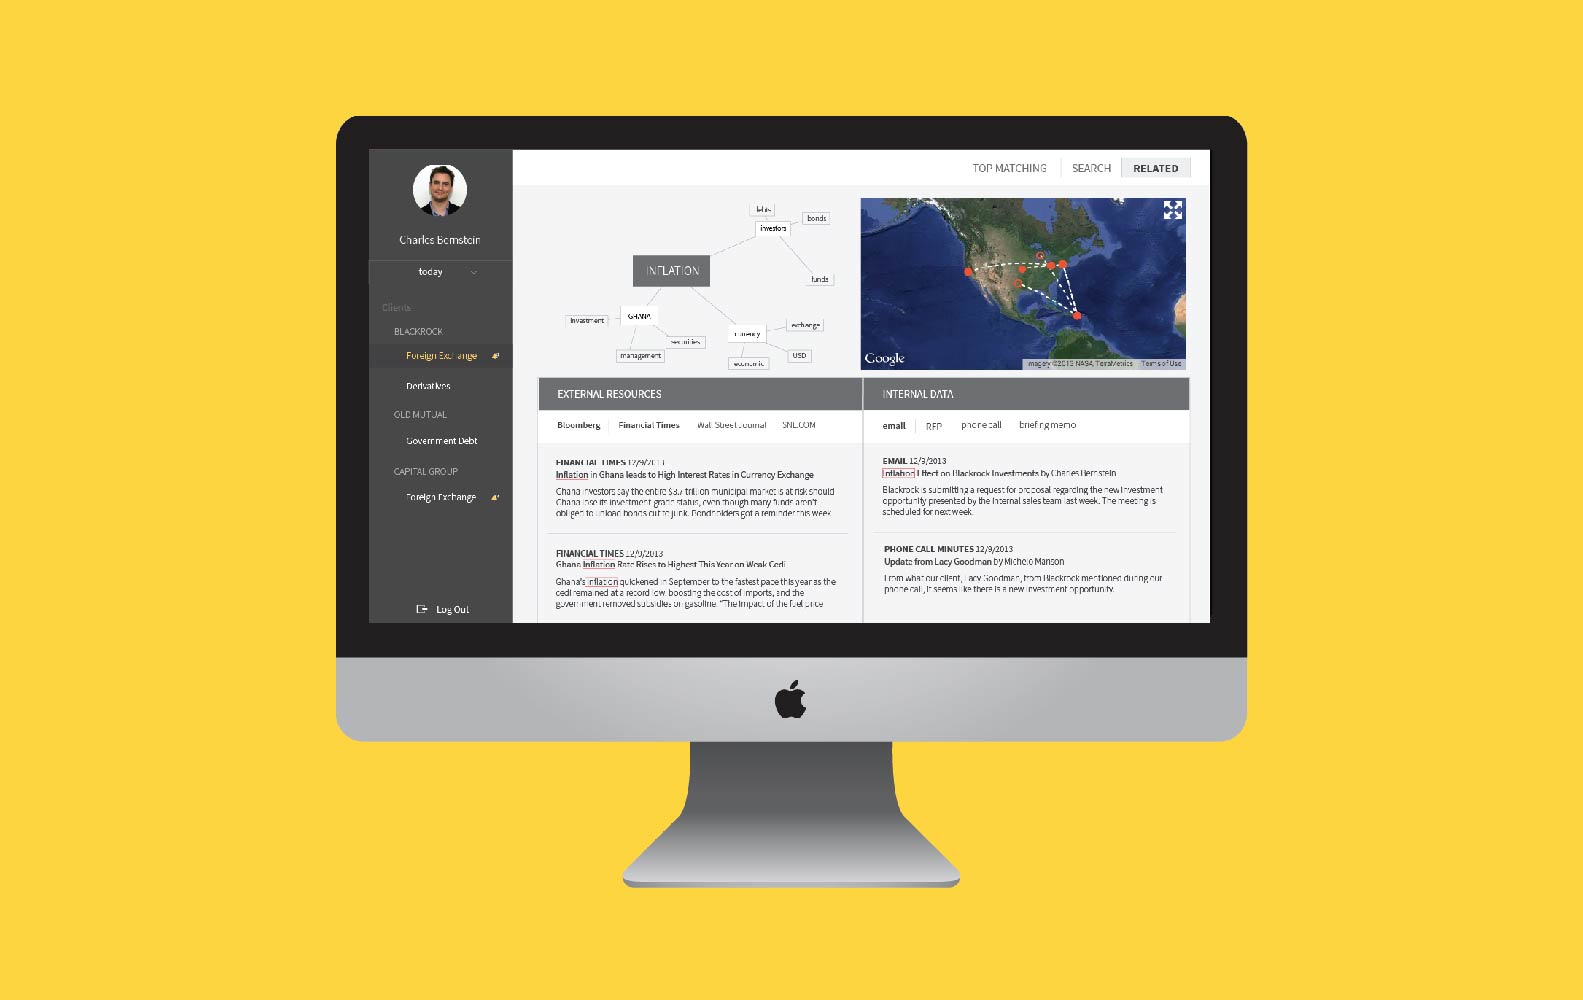 Charles Bernstein
today
Clients
BLACKROCK
Foreign Exchange
Derivatives
OLD MUTUAL
Government Debt
CAPITAL GROUP
Foreign Exchange
Log Out
TOP MATCHING
SEARCH
RELATED
debts
bonds
investors
INFLATION
funds
GHANA
investment
securities
management
currency
exchange
USD
economic
Google
Imagery ©2013 NASA, TerraMetrics
Terms of Use
EXTERNAL RESOURCES
Bloomberg
Financial Times
Wall Street Journal
SNL.COM
FINANCIAL TIMES 12/9/2013
Inflation in Ghana leads to High Interest Rates in Currency Exchange
Ghana investors say the entire $3.7 trillion municipal market is at risk should
Ghana lose its investment-grade status, even though many funds aren't
obliged to unload bonds cut to junk. Bondholders got a reminder this week
FINANCIAL TIMES 12/9/2013
Ghana Inflation Rate Rises to Highest This Year on Weak Cedi
Ghana's inflation quickened in September to the fastest pace this year as the
cedi remained at a record low, boosting the cost of imports, and the
government removed subsidies on gasoline. "The impact of the fuel price
INTERNAL DATA
email
RFP
phone call
briefing memo
EMAIL 12/9/2013
Inflation Effect on Blackrock Investments by Charles Bernstein
Blackrock is submitting a request for proposal regarding the new investment
opportunity presented by the internal sales team last week. The meeting is
scheduled for next week.
PHONE CALL MINUTES 12/9/2013
Update from Lacy Goodman by Michelo Manson
From what our client, Lacy Goodman, from Blackrock mentioned during our
phone call, it seems like there is a new investment opportunity.